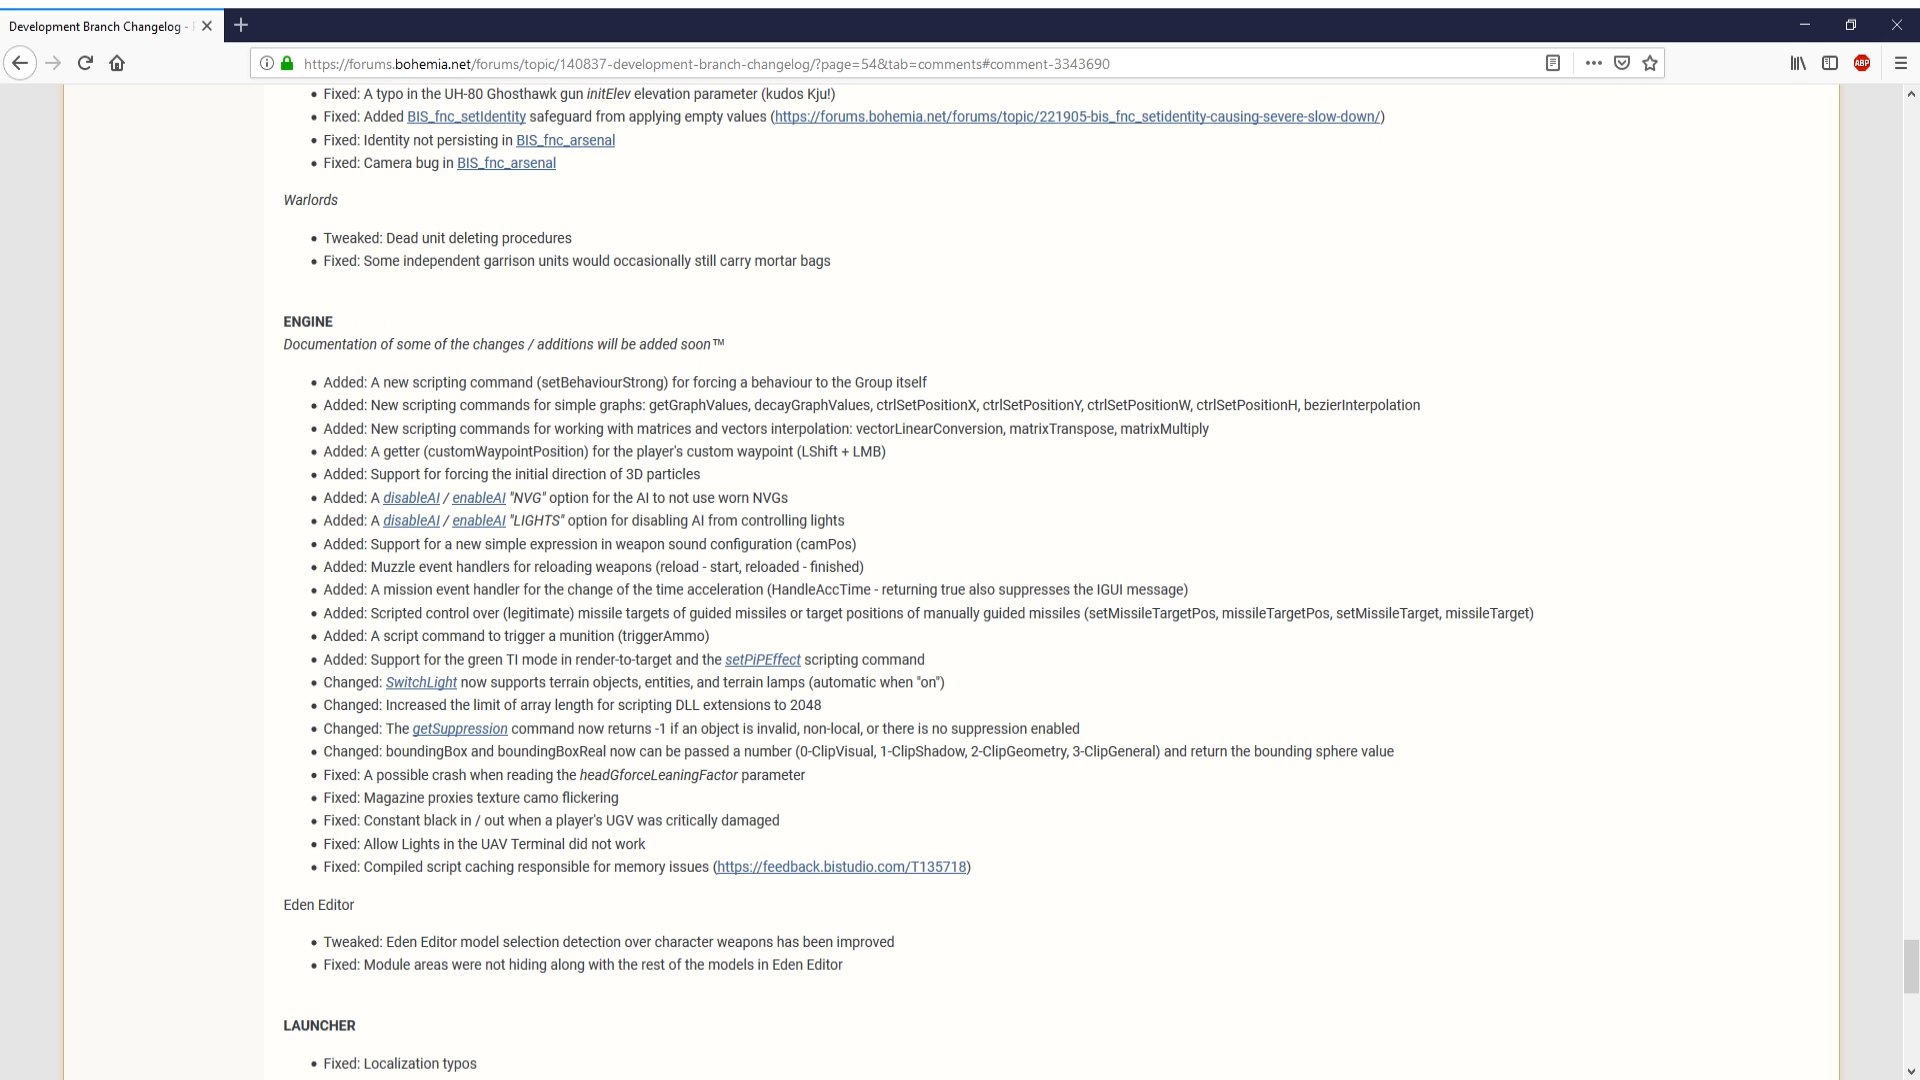 Development Branch Changelog -
https://forums.bohemia.net/forums/topic/140837-development-branch-changelog/?page=54&tab=comments#comment-3343690
ABP
Fixed: A typo in the UH-80 Ghosthawk gun initElev elevation parameter (kudos Kju!)
Fixed: Added BIS_fnc_setIdentity safeguard from applying empty values (https://forums.bohemia.net/forums/topic/221905-bis_fnc_setidentity-causing-severe-slow-down/)
Fixed: Identity not persisting in BIS_fnc_arsenal
Fixed: Camera bug in BIS_fnc_arsenal
Warlords
Tweaked: Dead unit deleting procedures
Fixed: Some independent garrison units would occasionally still carry mortar bags
ENGINE
Documentation of some of the changes / additions will be added soon™
Added: A new scripting command (setBehaviourStrong) for forcing a behaviour to the Group itself
Added: New scripting commands for simple graphs: getGraphValues, decayGraphValues, ctrlSetPositionX, ctrlSetPositionY, ctrlSetPositionW, ctrlSetPositionH, bezierInterpolation
Added: New scripting commands for working with matrices and vectors interpolation: vectorLinearConversion, matrixTranspose, matrixMultiply
Added: A getter (customWaypointPosition) for the player's custom waypoint (LShift + LMB)
Added: Support for forcing the initial direction of 3D particles
Added: A disableAI / enableAI "NVG" option for the AI to not use worn NVGs
Added: A disableAI / enableAI "LIGHTS" option for disabling AI from controlling lights
Added: Support for a new simple expression in weapon sound configuration (camPos)
Added: Muzzle event handlers for reloading weapons (reload - start, reloaded - finished)
Added: A mission event handler for the change of the time acceleration (HandleAccTime - returning true also suppresses the IGUI message)
Added: Scripted control over (legitimate) missile targets of guided missiles or target positions of manually guided missiles (setMissileTargetPos, missileTargetPos, setMissileTarget, missileTarget)
Added: A script command to trigger a munition (triggerAmmo)
Added: Support for the green TI mode in render-to-target and the setPiPEffect scripting command
Changed: SwitchLight now supports terrain objects, entities, and terrain lamps (automatic when "on")
Changed: Increased the limit of array length for scripting DLL extensions to 2048
Changed: The getSuppression command now returns -1 if an object is invalid, non-local, or there is no suppression enabled
Changed: boundingBox and boundingBoxReal now can be passed a number (0-ClipVisual, 1-ClipShadow, 2-ClipGeometry, 3-ClipGeneral) and return the bounding sphere value
Fixed: A possible crash when reading the headGforceLeaningFactor parameter
Fixed: Magazine proxies texture camo flickering
Fixed: Constant black in / out when a player's UGV was critically damaged
Fixed: Allow Lights in the UAV Terminal did not work
Fixed: Compiled script caching responsible for memory issues (https://feedback.bistudio.com/T135718)
Eden Editor
Tweaked: Eden Editor model selection detection over character weapons has been improved
Fixed: Module areas were not hiding along with the rest of the models in Eden Editor
LAUNCHER
Fixed: Localization typos